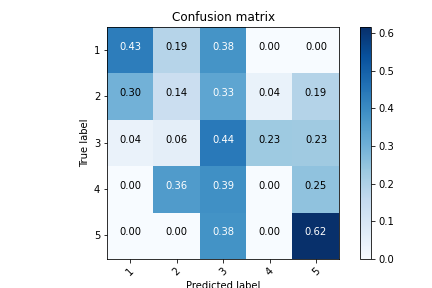 Confusion matrix
1 0.43 0.19 0.38 0.00 0.00
2 0.30 0.14 0.33 0.04 0.19
3 0.04 0.06 0.44 0.23 0.23
4 0.00 0.36 0.39 0.00 0.25
5 0.00 0.00 0.38 0.00 0.62
True label
1 2 3 4 5
Predicted label
0.6
0.5
0.4
0.3
0.2
0.1
0.0